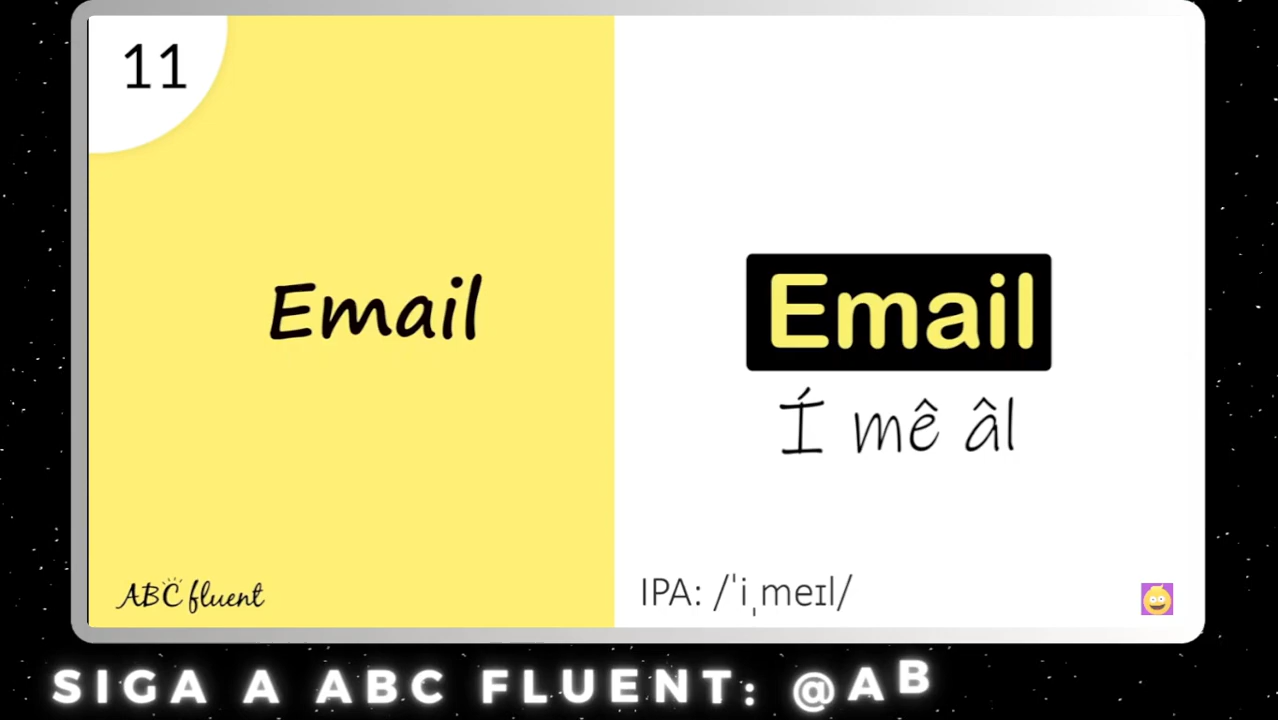 11
Email
Email
Í mê âl
ABC fluent
IPA: /ˈiˌmeɪl/
SIGA A ABC FLUENT: @AB